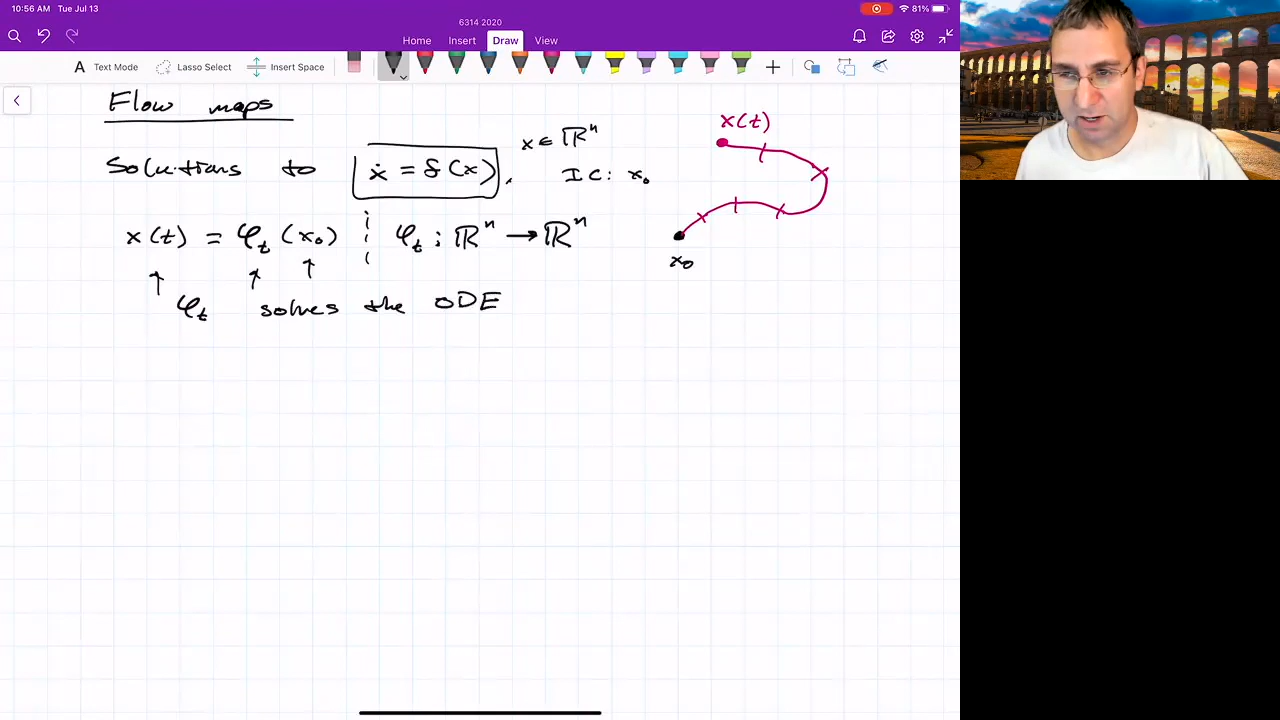 10:56 AM Tue Jul 13
81%
6314 2020
Home Insert Draw View
Text Mode Lasso Select Insert Space
Flow maps
Solutions to ẋ = f(x), x ∈ ℝⁿ IC: x₀
x(t) = φₜ(x₀) φₜ : ℝⁿ → ℝⁿ
φₜ solves the ODE
x(t)
x₀